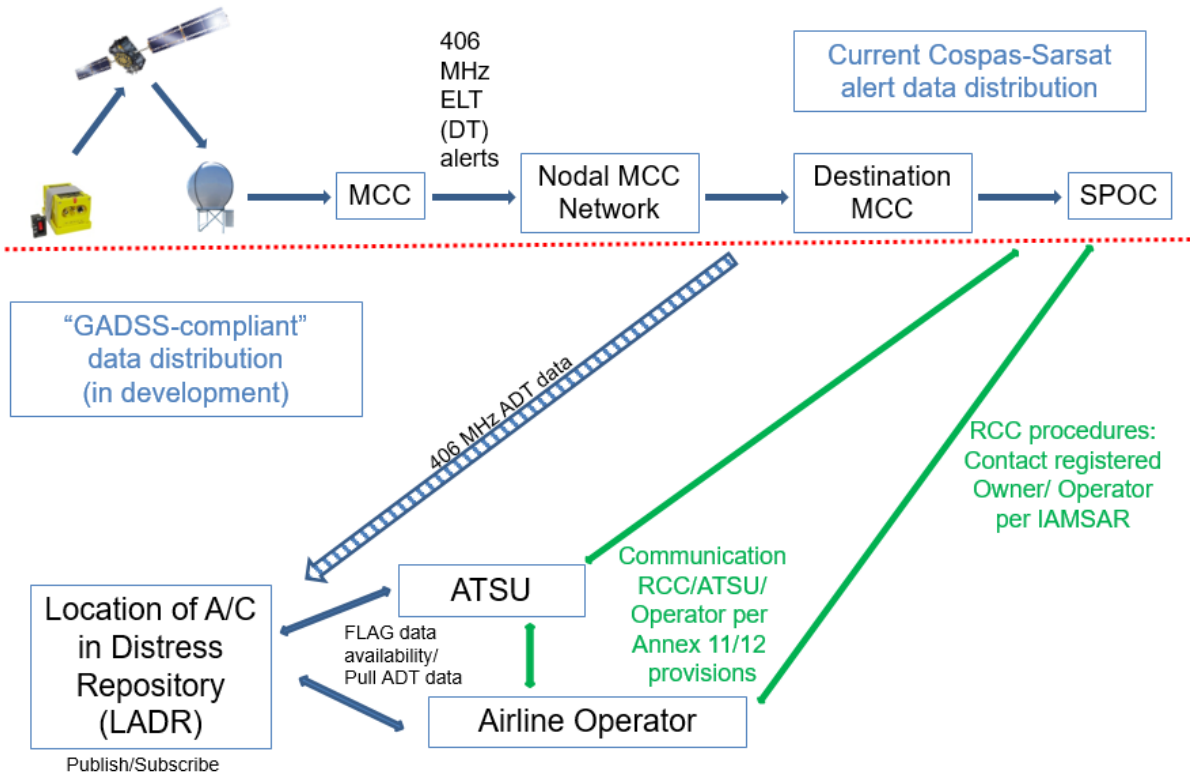 406
MHz
ELT
(DT)
alerts
Current Cospas-Sarsat
alert data distribution
MCC
Nodal MCC
Network
Destination
MCC
SPOC
“GADSS-compliant”
data distribution
(in development)
406 MHz ADT data
RCC procedures:
Contact registered
Owner/ Operator
per IAMSAR
Communication
RCC/ATSU/
Operator per
Annex 11/12
provisions
Location of A/C
in Distress
Repository
(LADR)
ATSU
FLAG data
availability/
Pull ADT data
Airline Operator
Publish/Subscribe